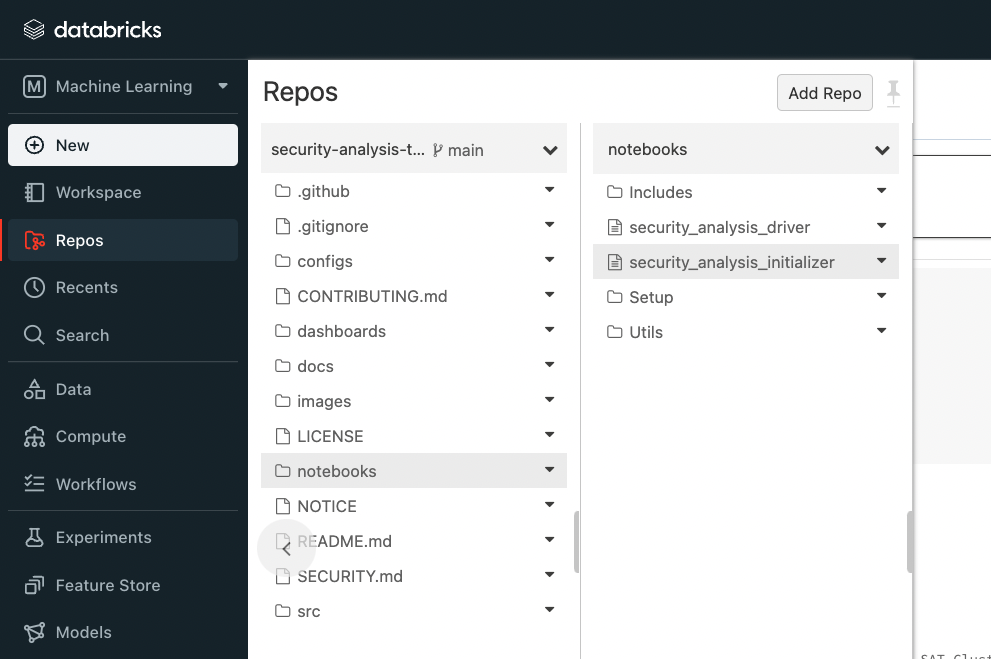 databricks
M Machine Learning
New
Workspace
Repos
Recents
Search
Data
Compute
Workflows
Experiments
Feature Store
Models
Repos
Add Repo
security-analysis-t... main
.github
.gitignore
configs
CONTRIBUTING.md
dashboards
docs
images
LICENSE
notebooks
NOTICE
README.md
SECURITY.md
src
notebooks
Includes
security_analysis_driver
security_analysis_initializer
Setup
Utils